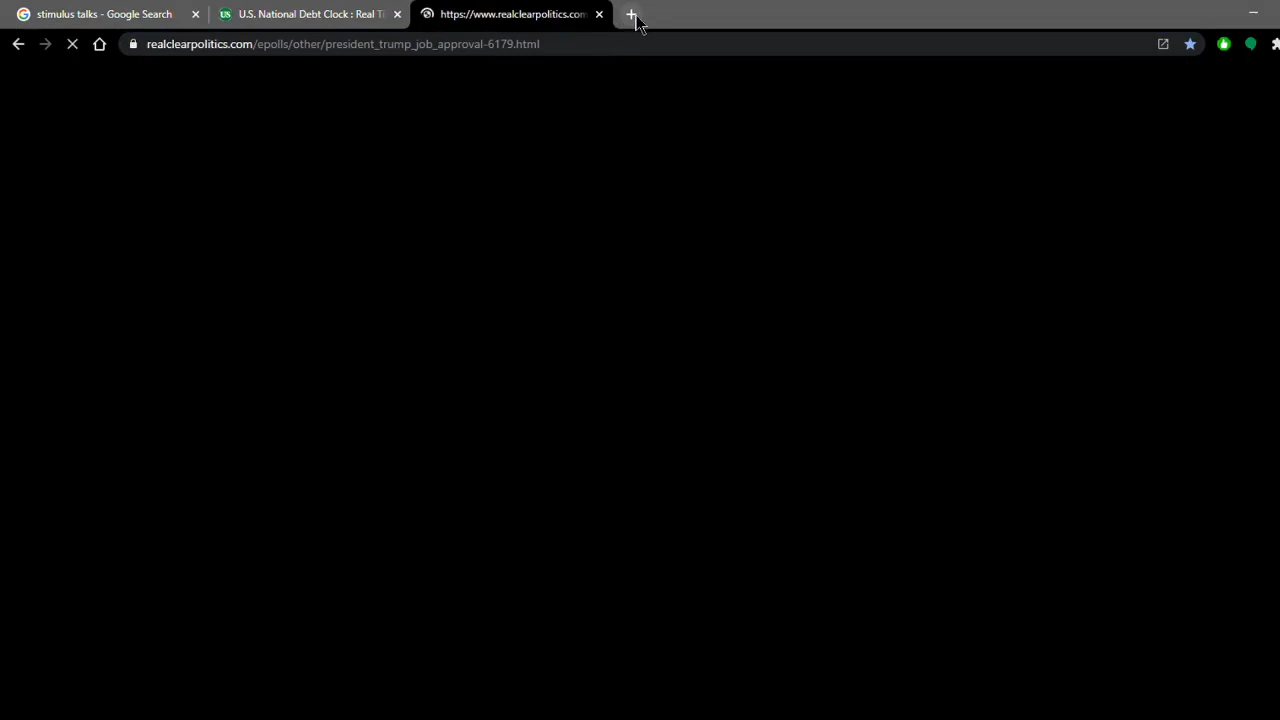 stimulus talks - Google Search
US U.S. National Debt Clock : Real Ti
https://www.realclearpolitics.com
realclearpolitics.com/epolls/other/president_trump_job_approval-6179.html